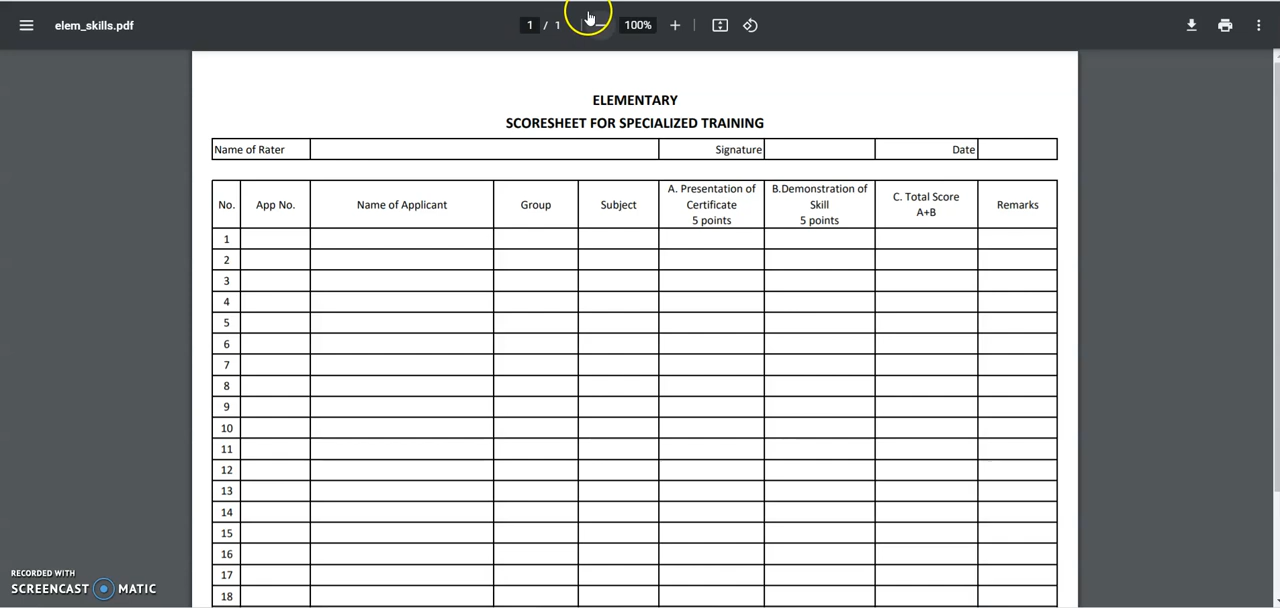 elem_skills.pdf
1 / 1
100%
ELEMENTARY
SCORESHEET FOR SPECIALIZED TRAINING
Name of Rater Signature Date
No. App No. Name of Applicant Group Subject A. Presentation of Certificate 5 points B.Demonstration of Skill 5 points C. Total Score A+B Remarks
1
2
3
4
5
6
7
8
9
10
11
12
13
14
15
16
17
18
RECORDED WITH
SCREENCAST MATIC